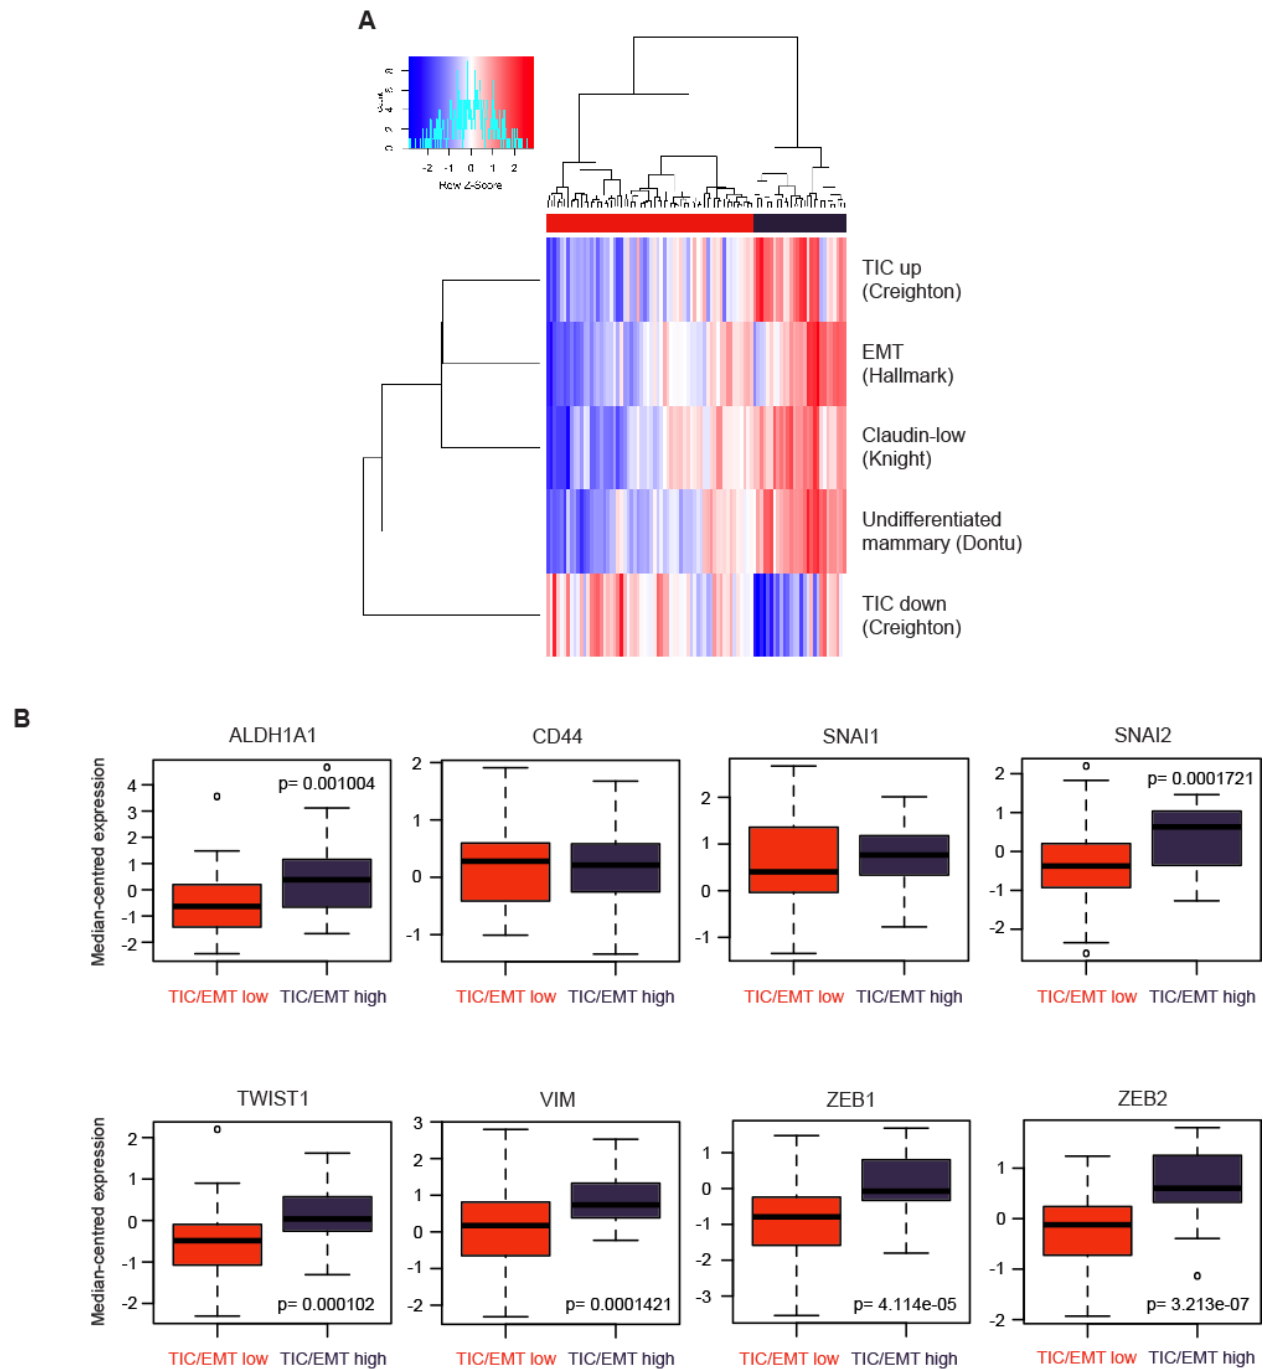 A
8
6
4
2
0
Count
-2 -1 0 1 2
Row Z-Score
TIC up
(Creighton)
EMT
(Hallmark)
Claudin-low
(Knight)
Undifferentiated
mammary (Dontu)
TIC down
(Creighton)
B
ALDH1A1
Median-centred expression
4
3
2
1
0
-1
-2
p= 0.001004
TIC/EMT low TIC/EMT high
CD44
2
1
0
-1
TIC/EMT low TIC/EMT high
SNAI1
2
1
0
-1
TIC/EMT low TIC/EMT high
SNAI2
2
1
0
-1
-2
p= 0.0001721
TIC/EMT low TIC/EMT high
TWIST1
Median-centred expression
2
1
0
-1
-2
p= 0.000102
TIC/EMT low TIC/EMT high
VIM
3
2
1
0
-1
-2
p= 0.0001421
TIC/EMT low TIC/EMT high
ZEB1
1
0
-1
-2
-3
p= 4.114e-05
TIC/EMT low TIC/EMT high
ZEB2
1
0
-1
-2
p= 3.213e-07
TIC/EMT low TIC/EMT high